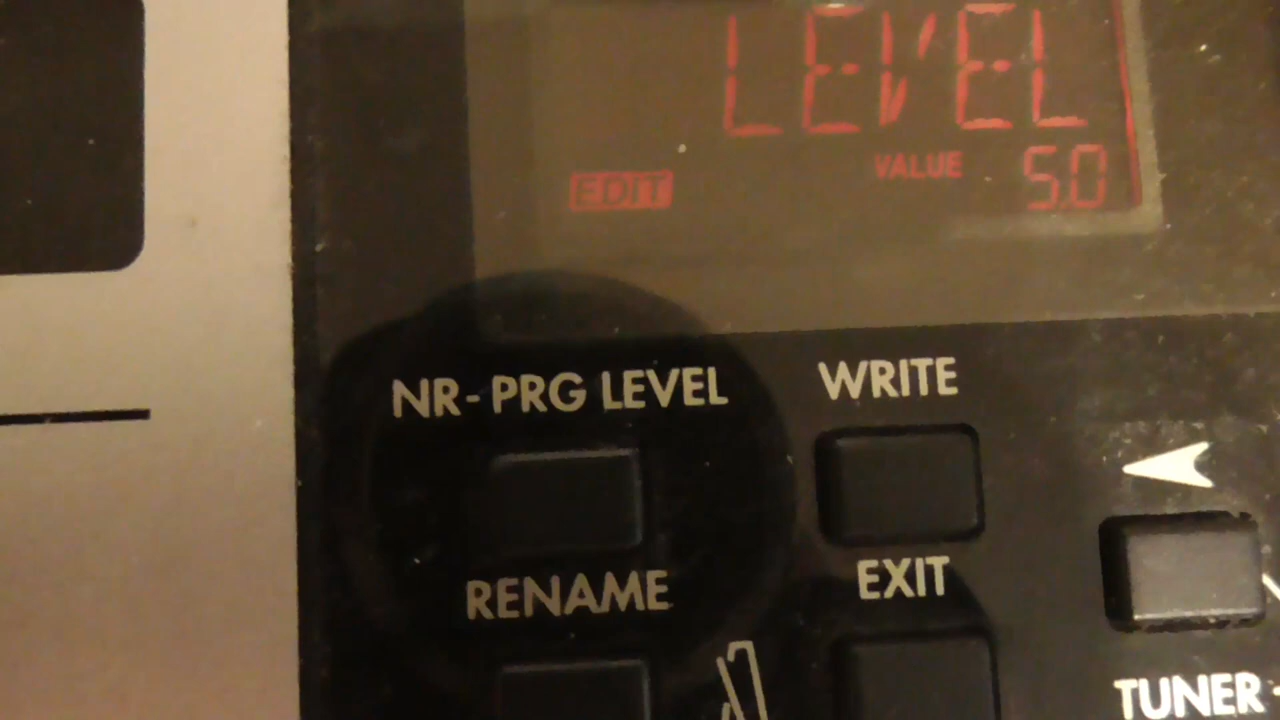 LEVEL
VALUE 5.0
EDIT
NR-PRG LEVEL WRITE
RENAME EXIT
TUNER